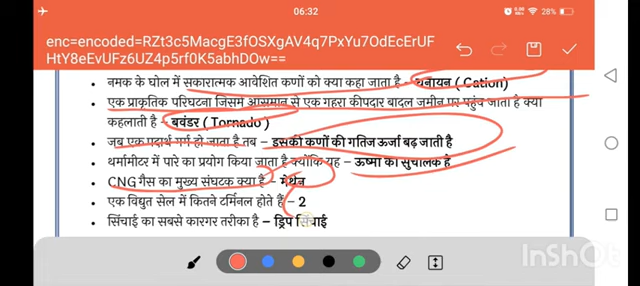 06:32
28%
enc=encoded=RZt3c5MacgE3fOSXgAV4q7PxYu7OdEcErUF
HtY8eEvUFz6UZ4p5rf0K5abhDOw==
नमक के घोल में सकारात्मक आवेशित कणों को क्या कहा जाता है - धनायन ( Cation)
एक प्राकृतिक परिघटना जिसमे आसमान से एक गहरा कीपदार बादल जमीन पर पहुंच जाता है क्या
कहलाती है - बवंडर ( Tornado )
जब एक पदार्थ गर्म हो जाता है तब - इसकी कणों की गतिज ऊर्जा बढ़ जाती है
थर्मामीटर में पारे का प्रयोग किया जाता है क्योंकि यह - ऊष्मा का सुचालक है
CNG गैस का मुख्य संघटक क्या है - मेथेन
एक विद्युत सेल में कितने टर्मिनल होते हैं - 2
सिंचाई का सबसे कारगर तरीका है - ड्रिप सिंचाई
InShOt